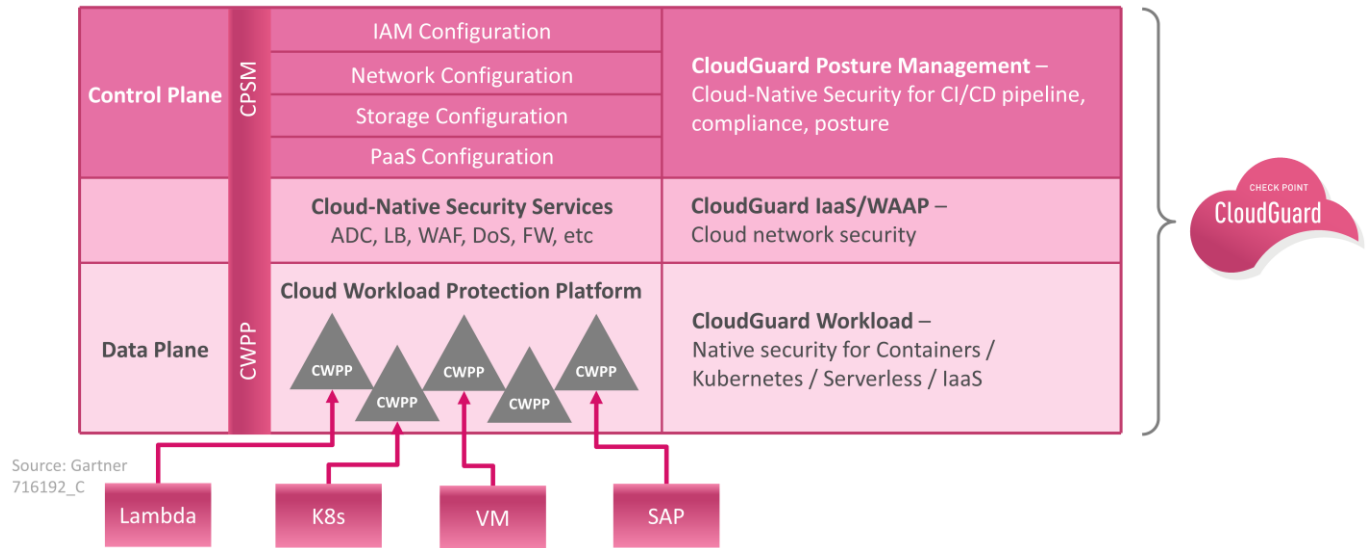 Control Plane
CPSM
IAM Configuration
Network Configuration
Storage Configuration
PaaS Configuration
CloudGuard Posture Management –
Cloud-Native Security for CI/CD pipeline,
compliance, posture
Cloud-Native Security Services
ADC, LB, WAF, DoS, FW, etc
CloudGuard IaaS/WAAP –
Cloud network security
Data Plane
CWPP
Cloud Workload Protection Platform
CWPP
CWPP
CWPP
CWPP
CWPP
CloudGuard Workload –
Native security for Containers /
Kubernetes / Serverless / IaaS
CHECK POINT
CloudGuard
Source: Gartner
716192_C
Lambda
K8s
VM
SAP